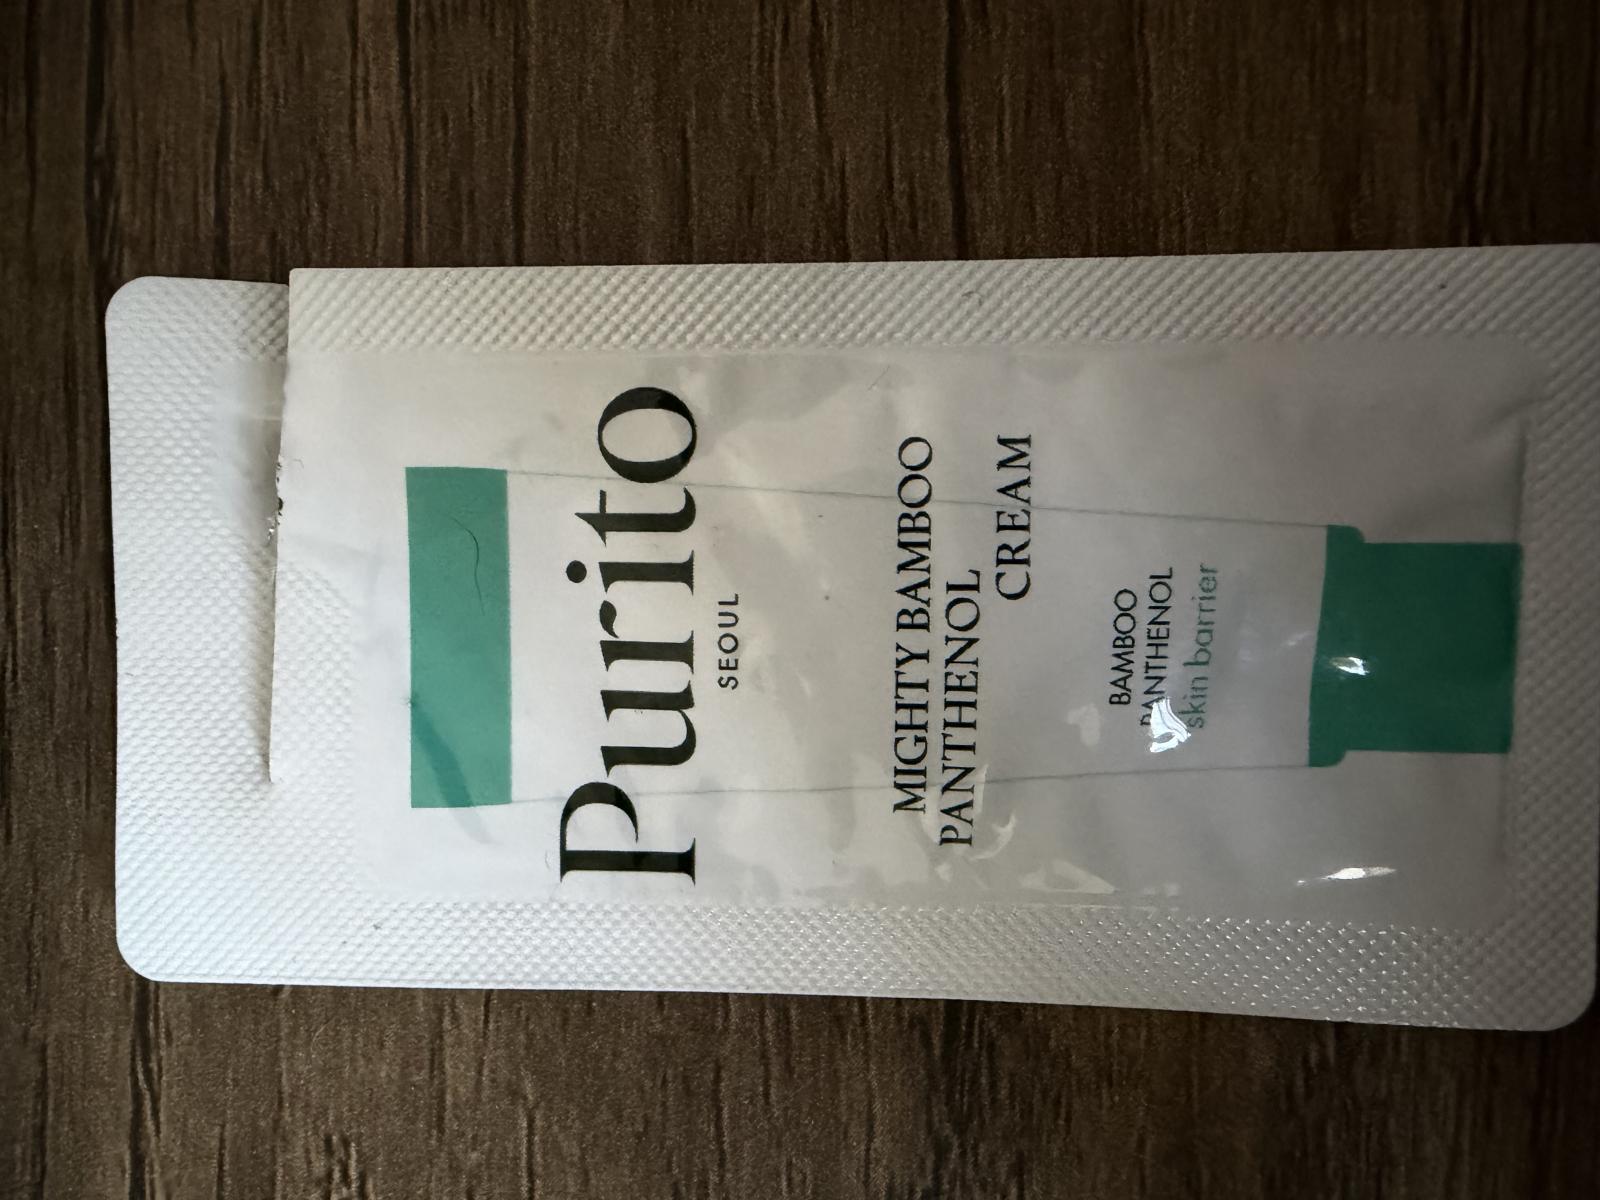 Purito
SEOUL
MIGHTY BAMBOO
PANTHENOL
CREAM
BAMBOO
PANTHENOL
skin barrier